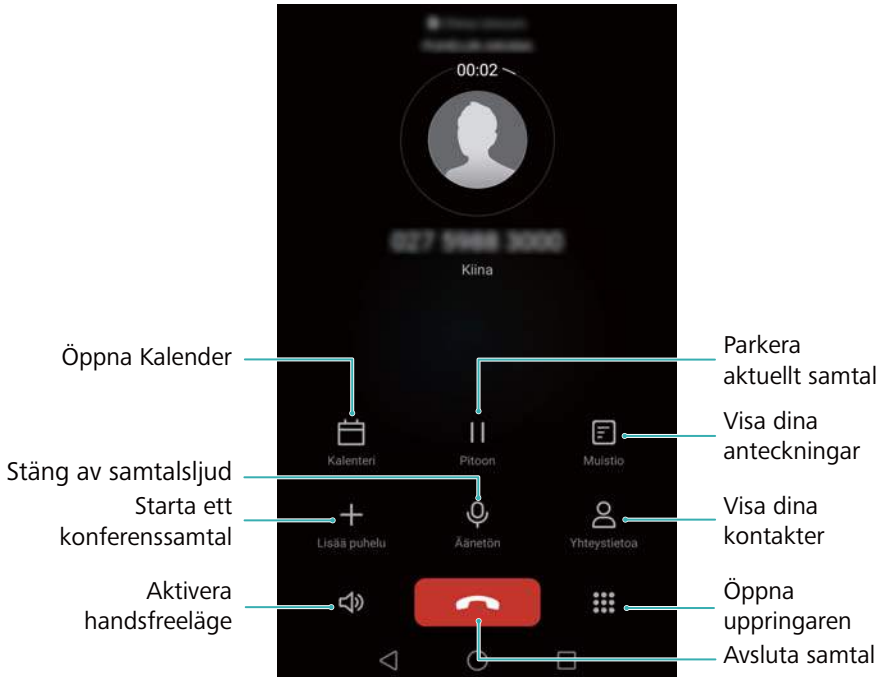 00:02
Kiina
Öppna Kalender
Parkera
aktuellt samtal
Kalenteri
Pitoon
Muistio
Visa dina
anteckningar
Stäng av samtalsljud
Starta ett
konferenssamtal
Lisää puhelu
Äänetön
Yhteystietoa
Visa dina
kontakter
Aktivera
handsfreeläge
Öppna
uppringaren
Avsluta samtal